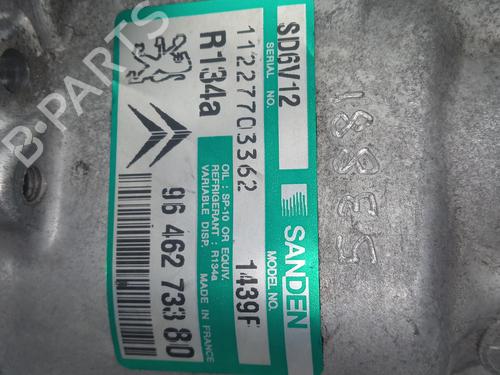 SD6V12
SERIAL NO.
11227703362
R134a
SANDEN
MODEL NO.
1439F
OIL : SP-10 OR EQUIV.
REFRIGERANT : R134a
VARIABLE DISP.
MADE IN FRANCE
96 462 733 80
B-PARTS